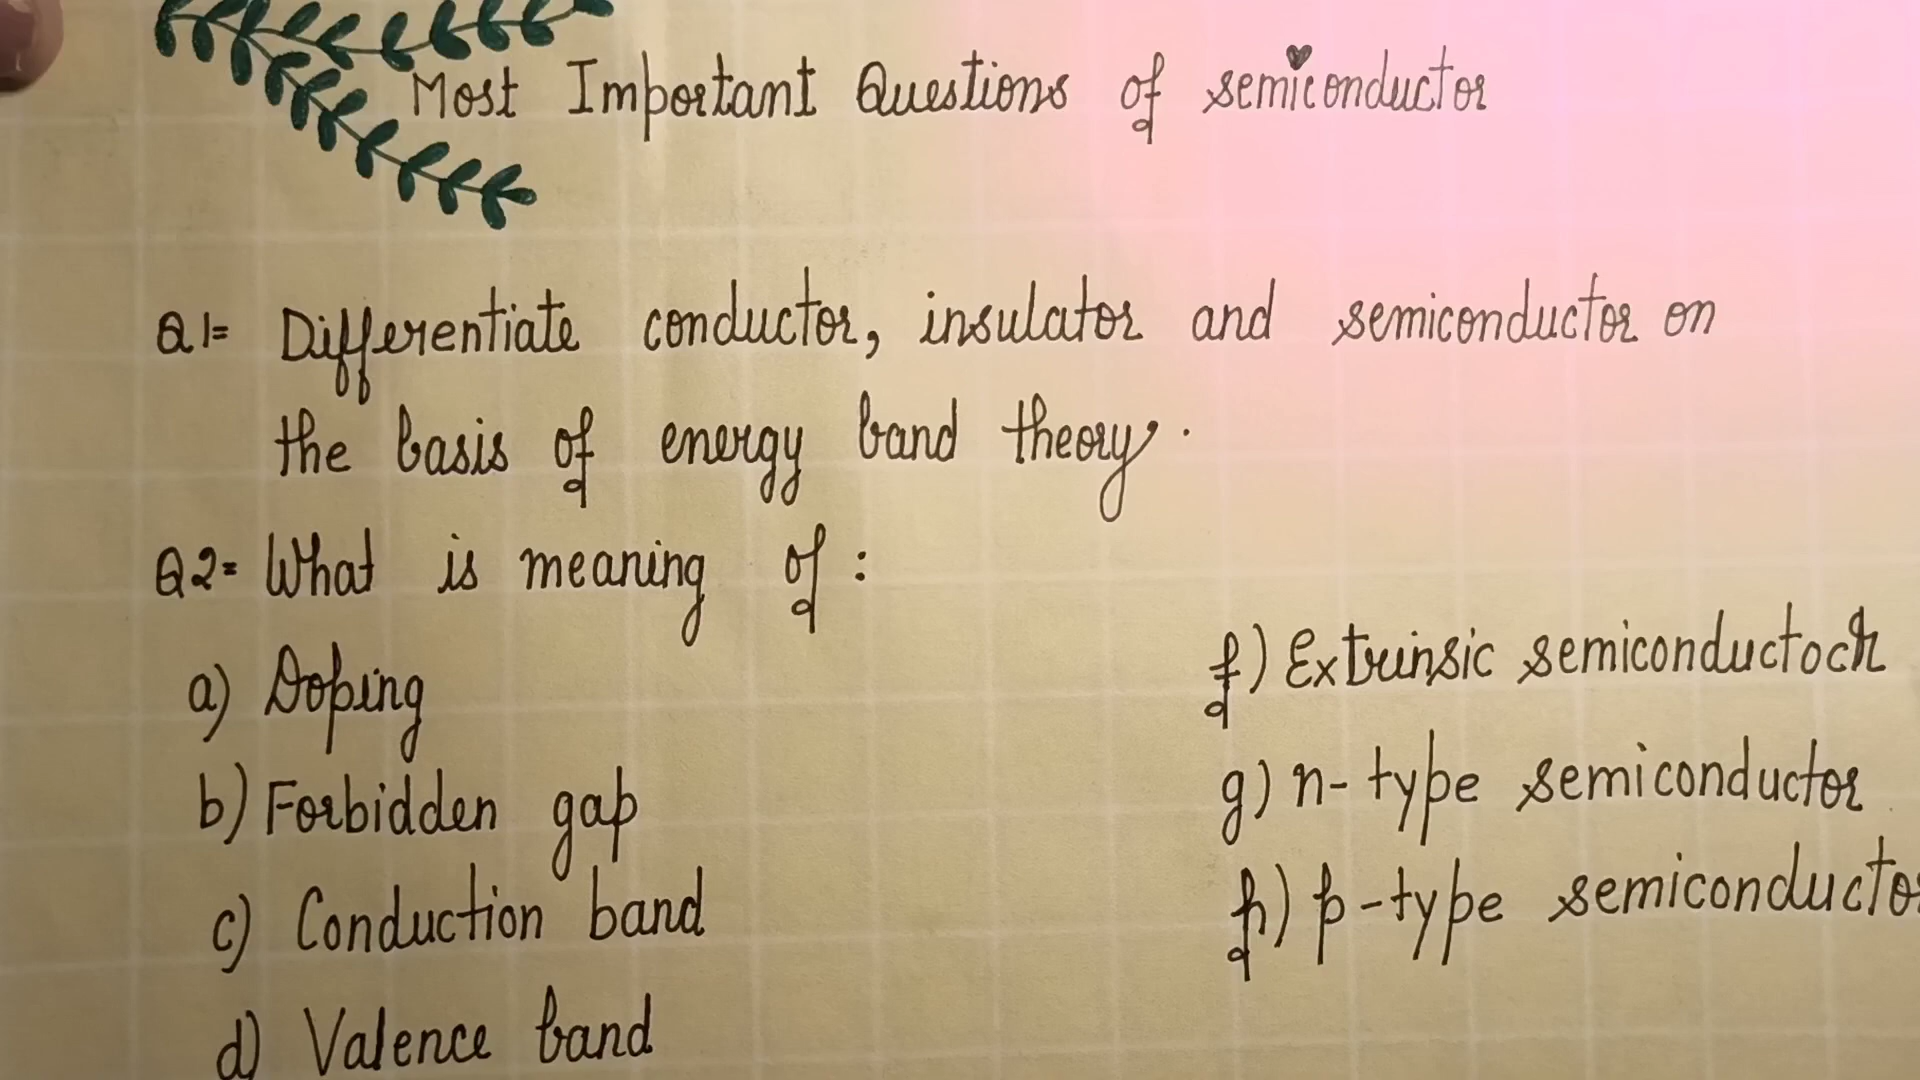 Most Important Questions of semiconductor
Q1= Differentiate conductor, insulator and semiconductor on
the basis of energy band theory.
Q2= What is meaning of :
a) Doping
b) Forbidden gap
c) Conduction band
d) Valence band
f) Extrinsic semiconductor
g) n-type semiconductor
h) p-type semiconductor